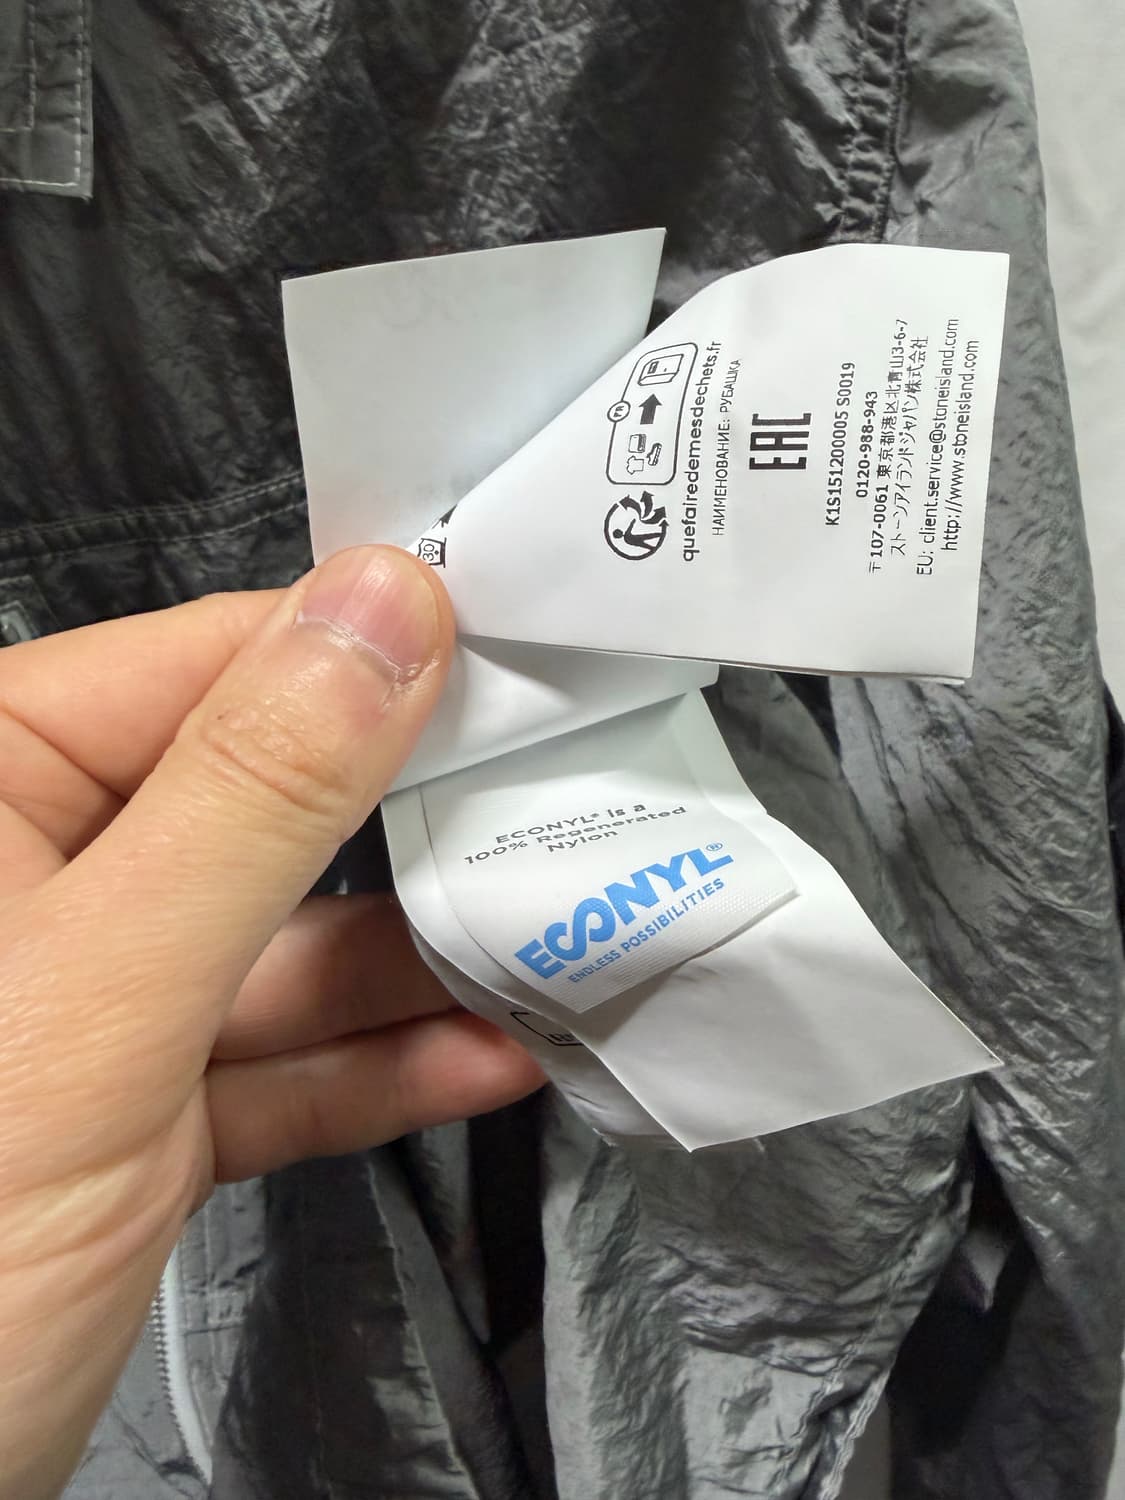 FR
quefairedemesdechets.fr
НАИМЕНОВАНИЕ: РУБАШКА
EAC
K1S151200005 S0019
0120-988-943
〒107-0061 東京都港区北青山3-6-7
ストーンアイランドジャパン株式会社
EU: client.service@stoneisland.com
http://www.stoneisland.com
30
ECONYL® is a
100% Regenerated
Nylon
ECONYL®
ENDLESS POSSIBILITIES